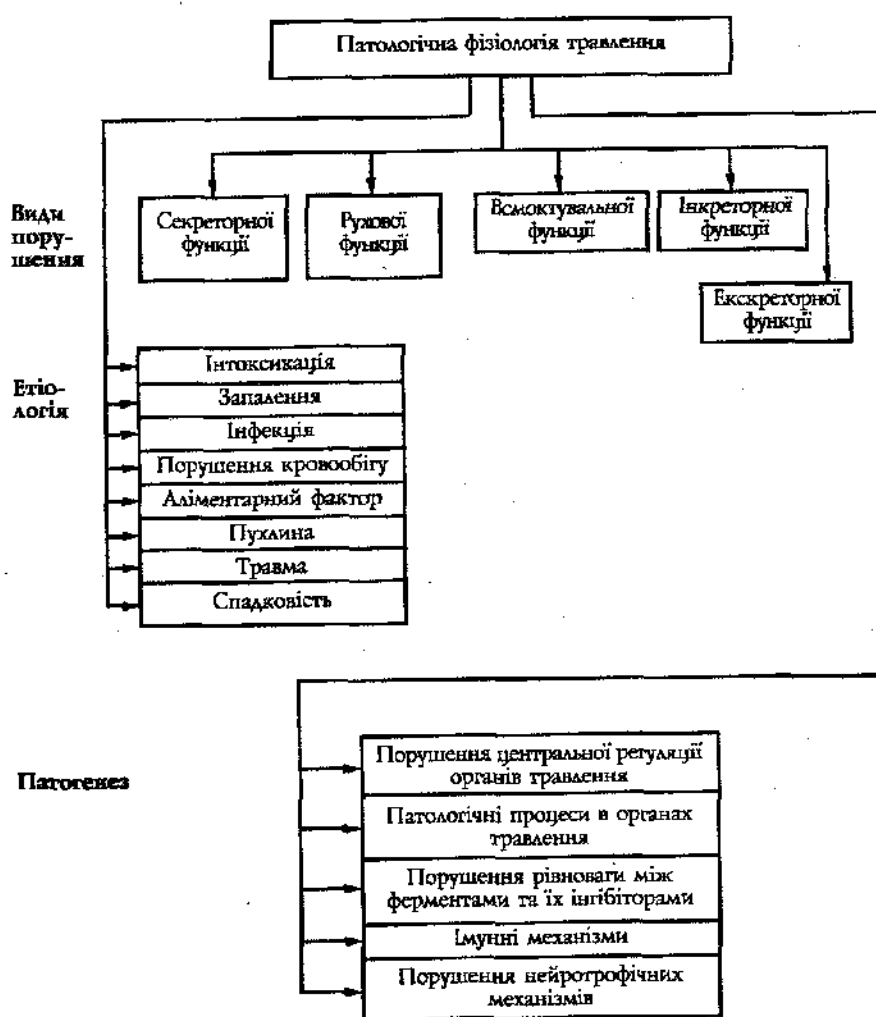 Патологічна фізіологія травлення
Види
пору-
шення
Секреторної
функції
Рухової
функції
Всмоктувальної
функції
Інкреторної
функції
Екскреторної
функції
Етіо-
логія
Інтоксикація
Запалення
Інфекція
Порушення кровообігу
Аліментарний фактор
Пухлина
Травма
Спадковість
Патогенез
Порушення центральної регуляції
органів травлення
Патологічні процеси в органах
травлення
Порушення рівноваги між
ферментами та їх інгібіторами
Імунні механізми
Порушення нейротрофічних
механізмів